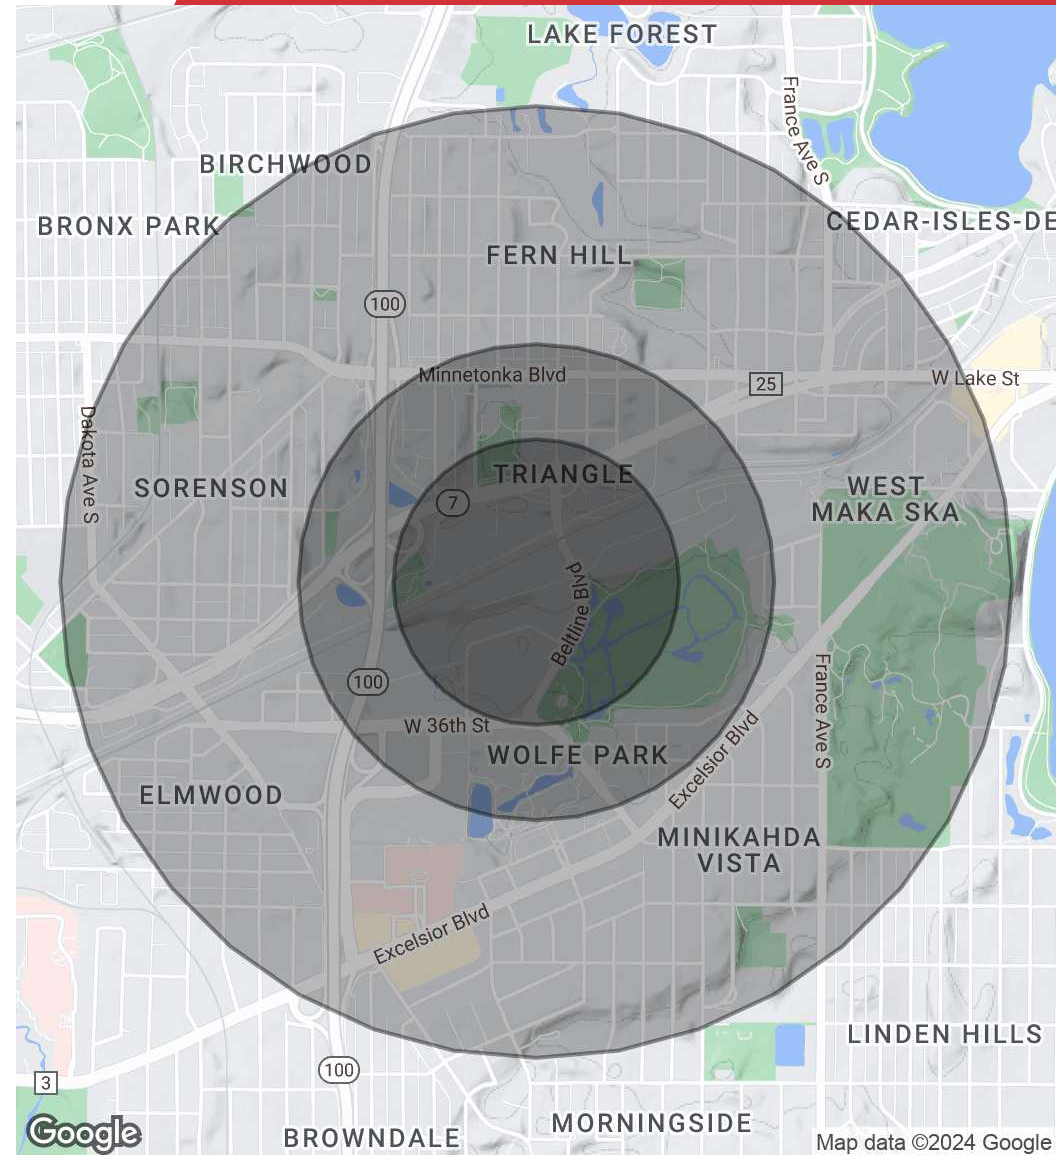 LAKE FOREST
France Ave S
BIRCHWOOD
BRONX PARK
CEDAR-ISLES-DE
FERN HILL
100
Minnetonka Blvd
25
W Lake St
Dakota Ave S
TRIANGLE
SORENSON
7
WEST
MAKA SKA
Beltline Blvd
100
France Ave S
W 36th St
WOLFE PARK
Excelsior Blvd
ELMWOOD
MINIKAHDA
VISTA
Excelsior Blvd
LINDEN HILLS
100
3
MORNINGSIDE
Google
BROWNDALE
Map data ©2024 Google